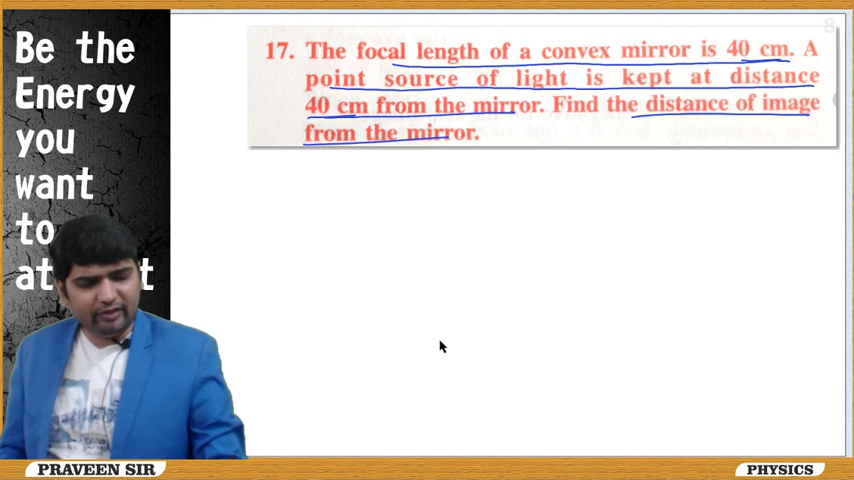 Be the
Energy
you
want
to
17. The focal length of a convex mirror is 40 cm. A
point source of light is kept at distance
40 cm from the mirror. Find the distance of image
from the mirror.
PRAVEEN SIR
PHYSICS